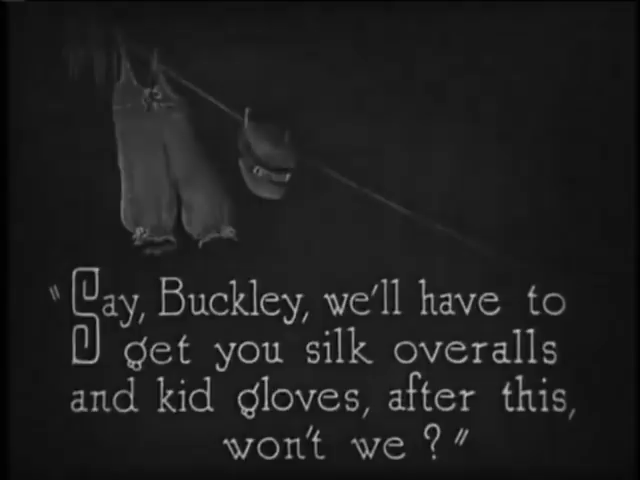 "Say, Buckley, we'll have to
get you silk overalls
and kid gloves, after this,
won't we?"